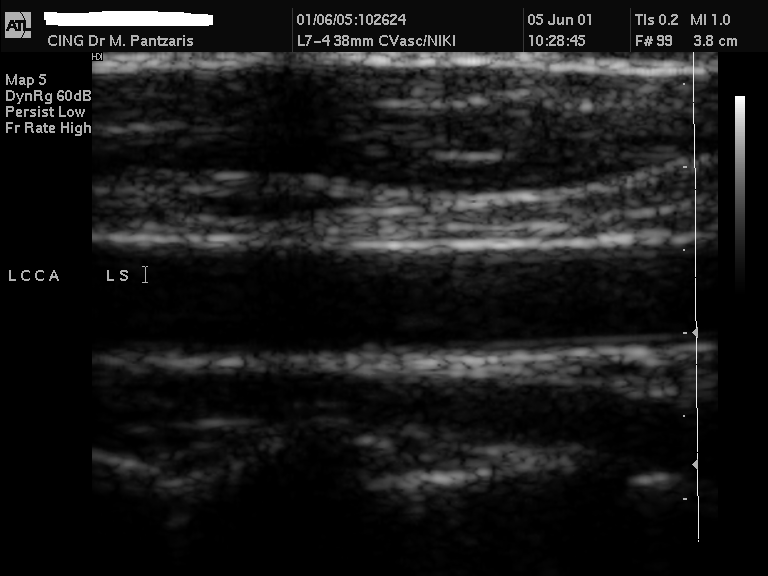 ATL
01/06/05:102624
05 Jun 01
TIs 0.2 MI 1.0
CING Dr M. Pantzaris
L7-4 38mm CVasc/NIKI
10:28:45
F# 99 3.8 cm
HDI
Map 5
DynRg 60dB
Persist Low
Fr Rate High
LCCA LS